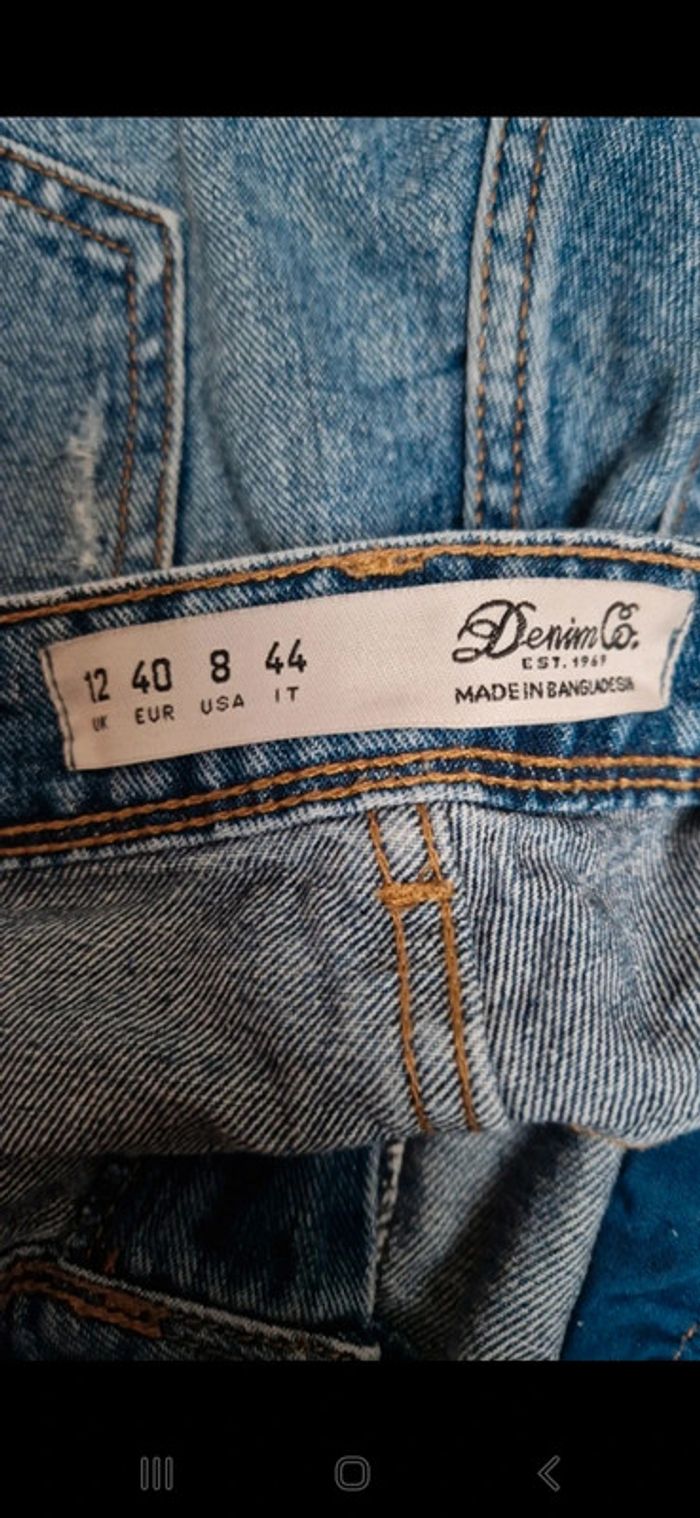 12 40 8 44
UK EUR USA IT
Denim Co.
EST. 1969
MADE IN BANGLADESH